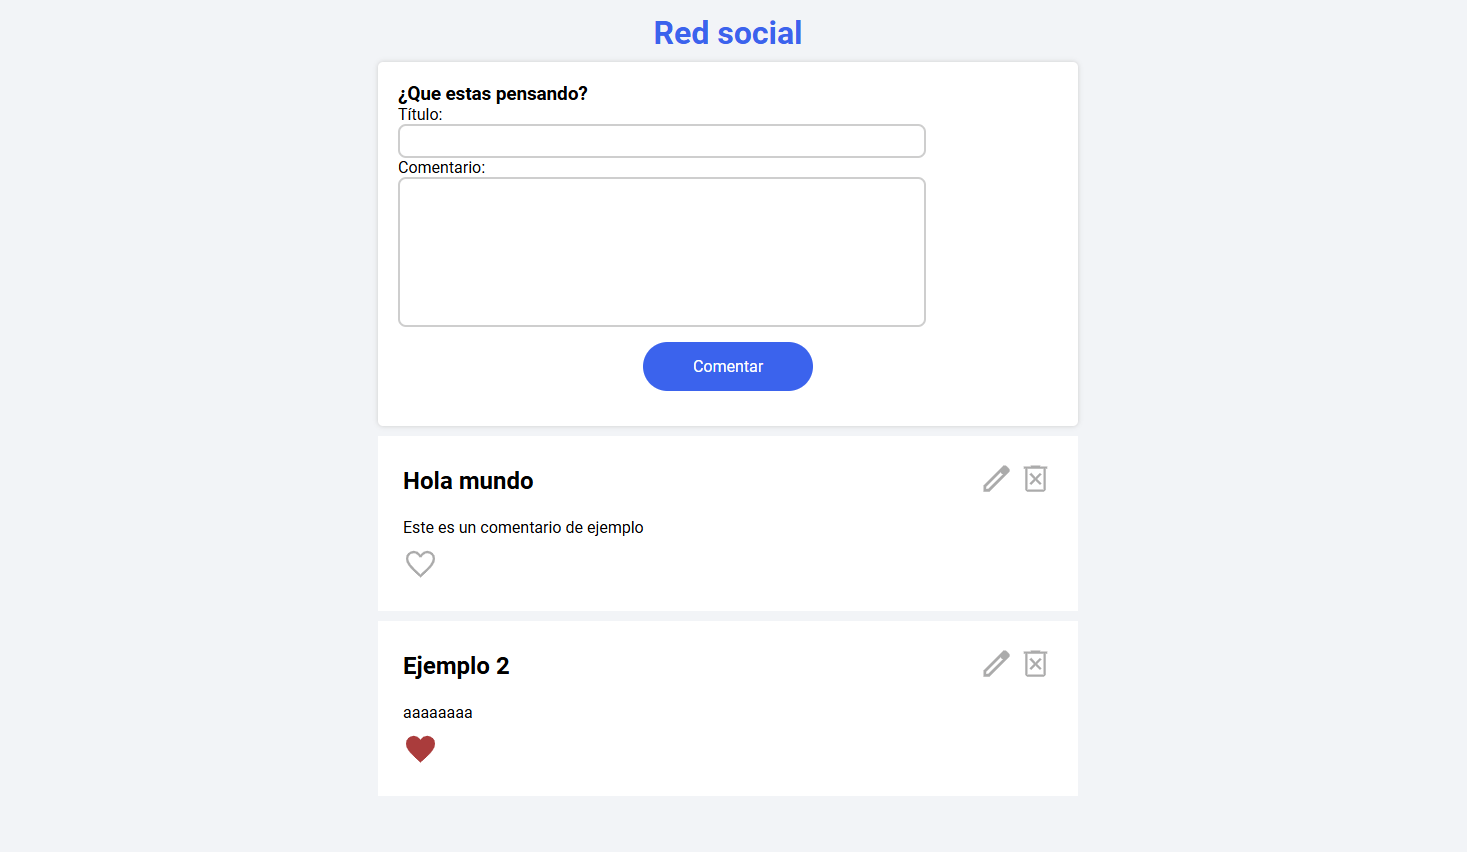 Red social
¿Que estas pensando?
Título:
Comentario:
Comentar
Hola mundo
Este es un comentario de ejemplo
Ejemplo 2
aaaaaaaa